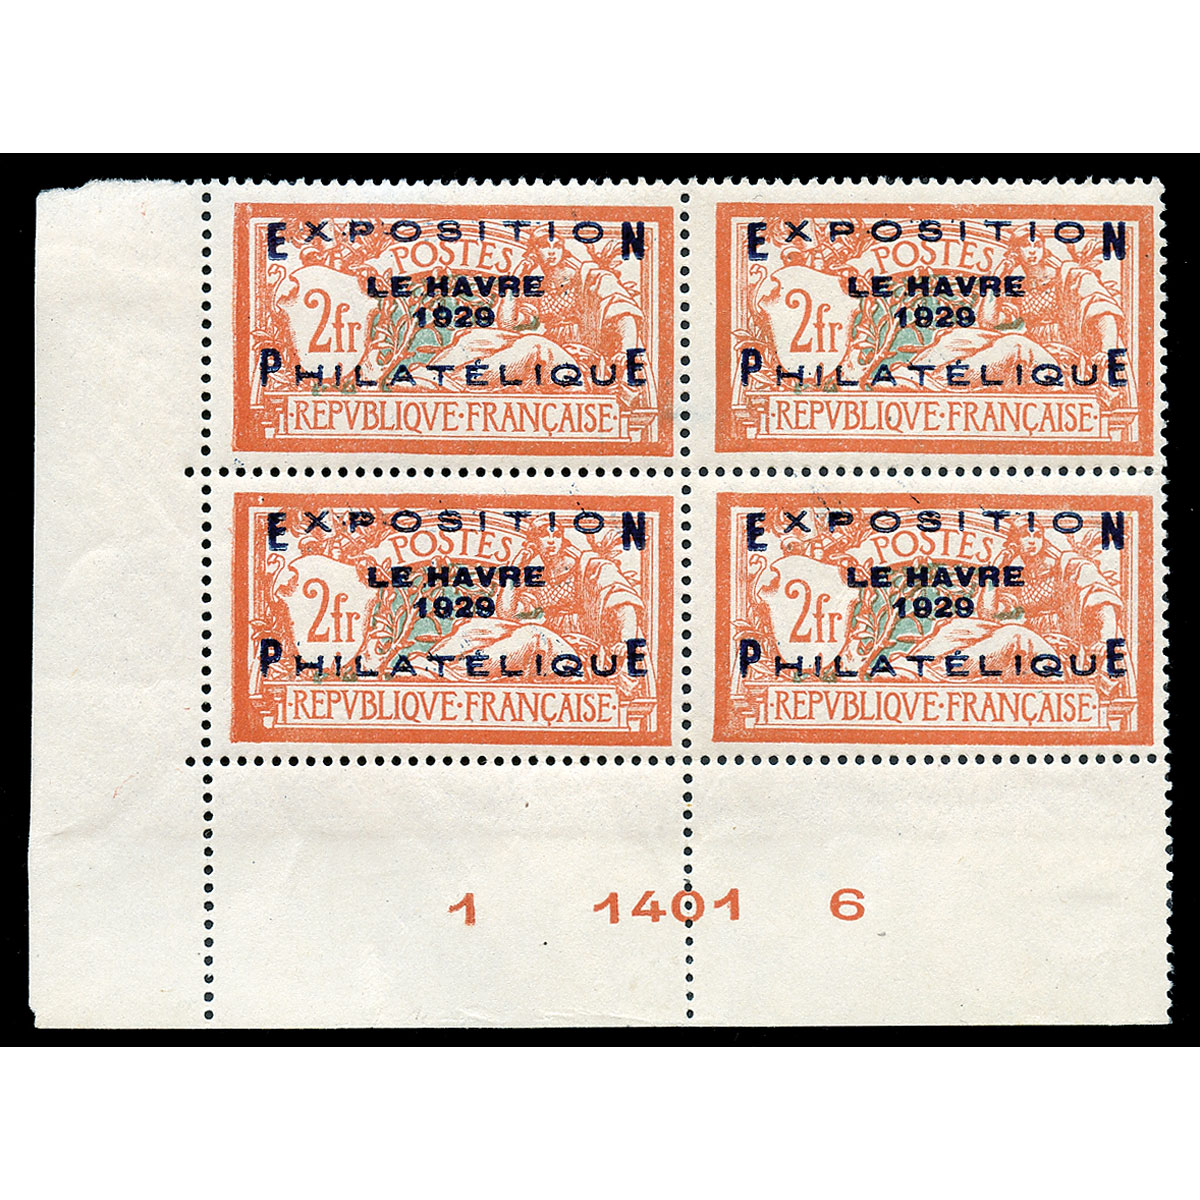 EXPOSITION EXPOSITION
POSTES POSTES
LE HAVRE LE HAVRE
1929 1929
2fr 2fr
PHILATÉLIQUE PHILATÉLIQUE
·REPVBLIQVE·FRANÇAISE· ·REPVBLIQVE·FRANÇAISE·
EXPOSITION EXPOSITION
POSTES POSTES
LE HAVRE LE HAVRE
1929 1929
2fr 2fr
PHILATÉLIQUE PHILATÉLIQUE
·REPVBLIQVE·FRANÇAISE· ·REPVBLIQVE·FRANÇAISE·
1 1401 6